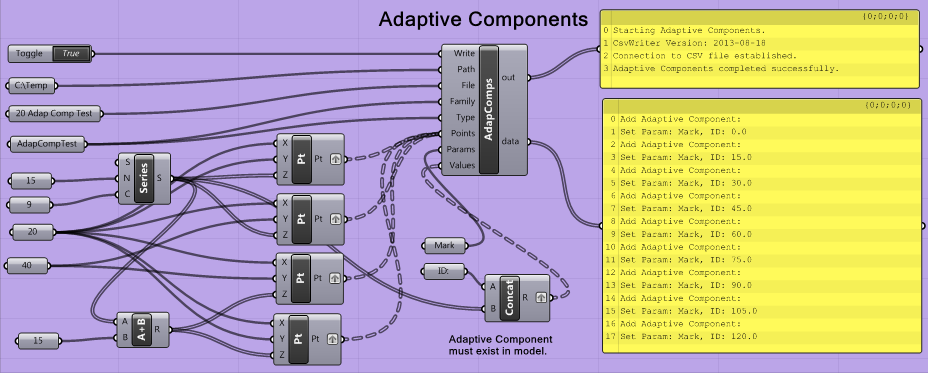 Adaptive Components
Toggle True
C:\Temp
20 Adap Comp Test
AdapCompTest
15
9
20
40
15
S
N
C
Series
S
A
B
A+B
R
X
Y
Z
Pt
Pt
X
Y
Z
Pt
Pt
X
Y
Z
Pt
Pt
X
Y
Z
Pt
Pt
Write
Path
File
Family
Type
Points
Params
Values
AdapComps
out
data
Mark
ID:
A
B
Concat
R
Adaptive Component
must exist in model.
{0;0;0;0}
0 Starting Adaptive Components.
1 CsvWriter Version: 2013-08-18
2 Connection to CSV file established.
3 Adaptive Components completed successfully.
{0;0;0;0}
0 Add Adaptive Component:
1 Set Param: Mark, ID: 0.0
2 Add Adaptive Component:
3 Set Param: Mark, ID: 15.0
4 Add Adaptive Component:
5 Set Param: Mark, ID: 30.0
6 Add Adaptive Component:
7 Set Param: Mark, ID: 45.0
8 Add Adaptive Component:
9 Set Param: Mark, ID: 60.0
10 Add Adaptive Component:
11 Set Param: Mark, ID: 75.0
12 Add Adaptive Component:
13 Set Param: Mark, ID: 90.0
14 Add Adaptive Component:
15 Set Param: Mark, ID: 105.0
16 Add Adaptive Component:
17 Set Param: Mark, ID: 120.0